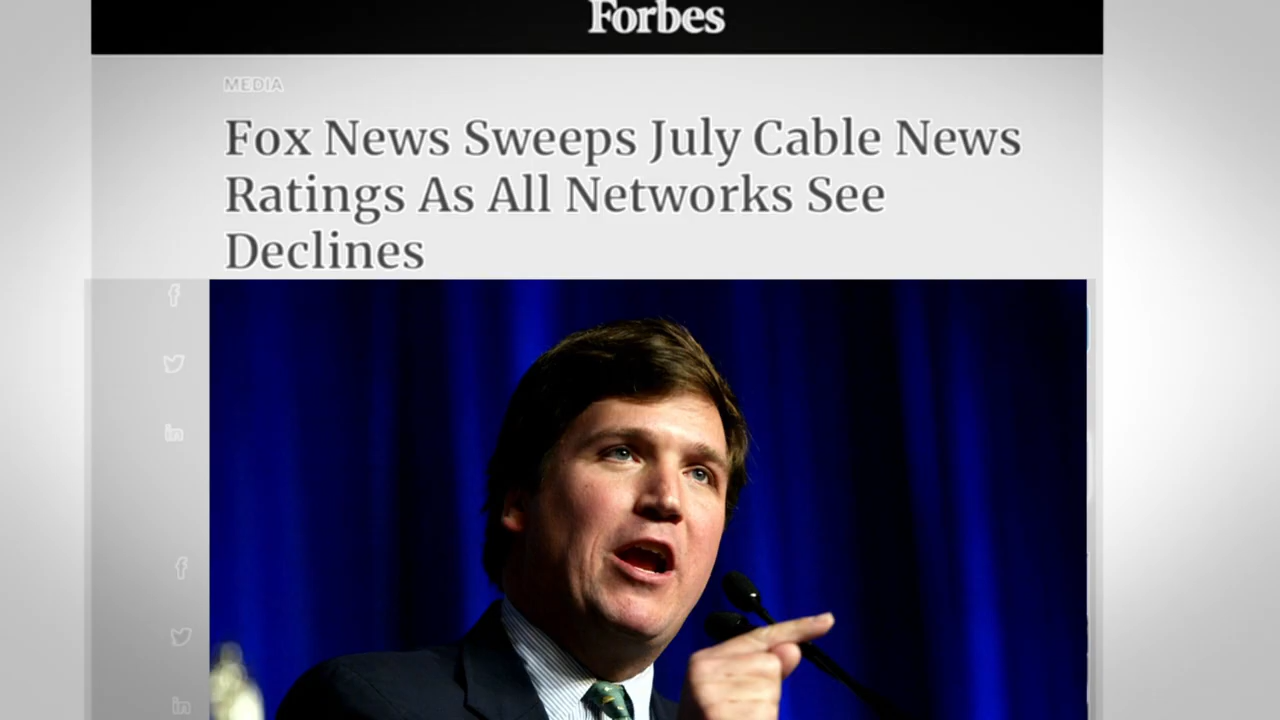 Forbes
MEDIA
Fox News Sweeps July Cable News
Ratings As All Networks See
Declines